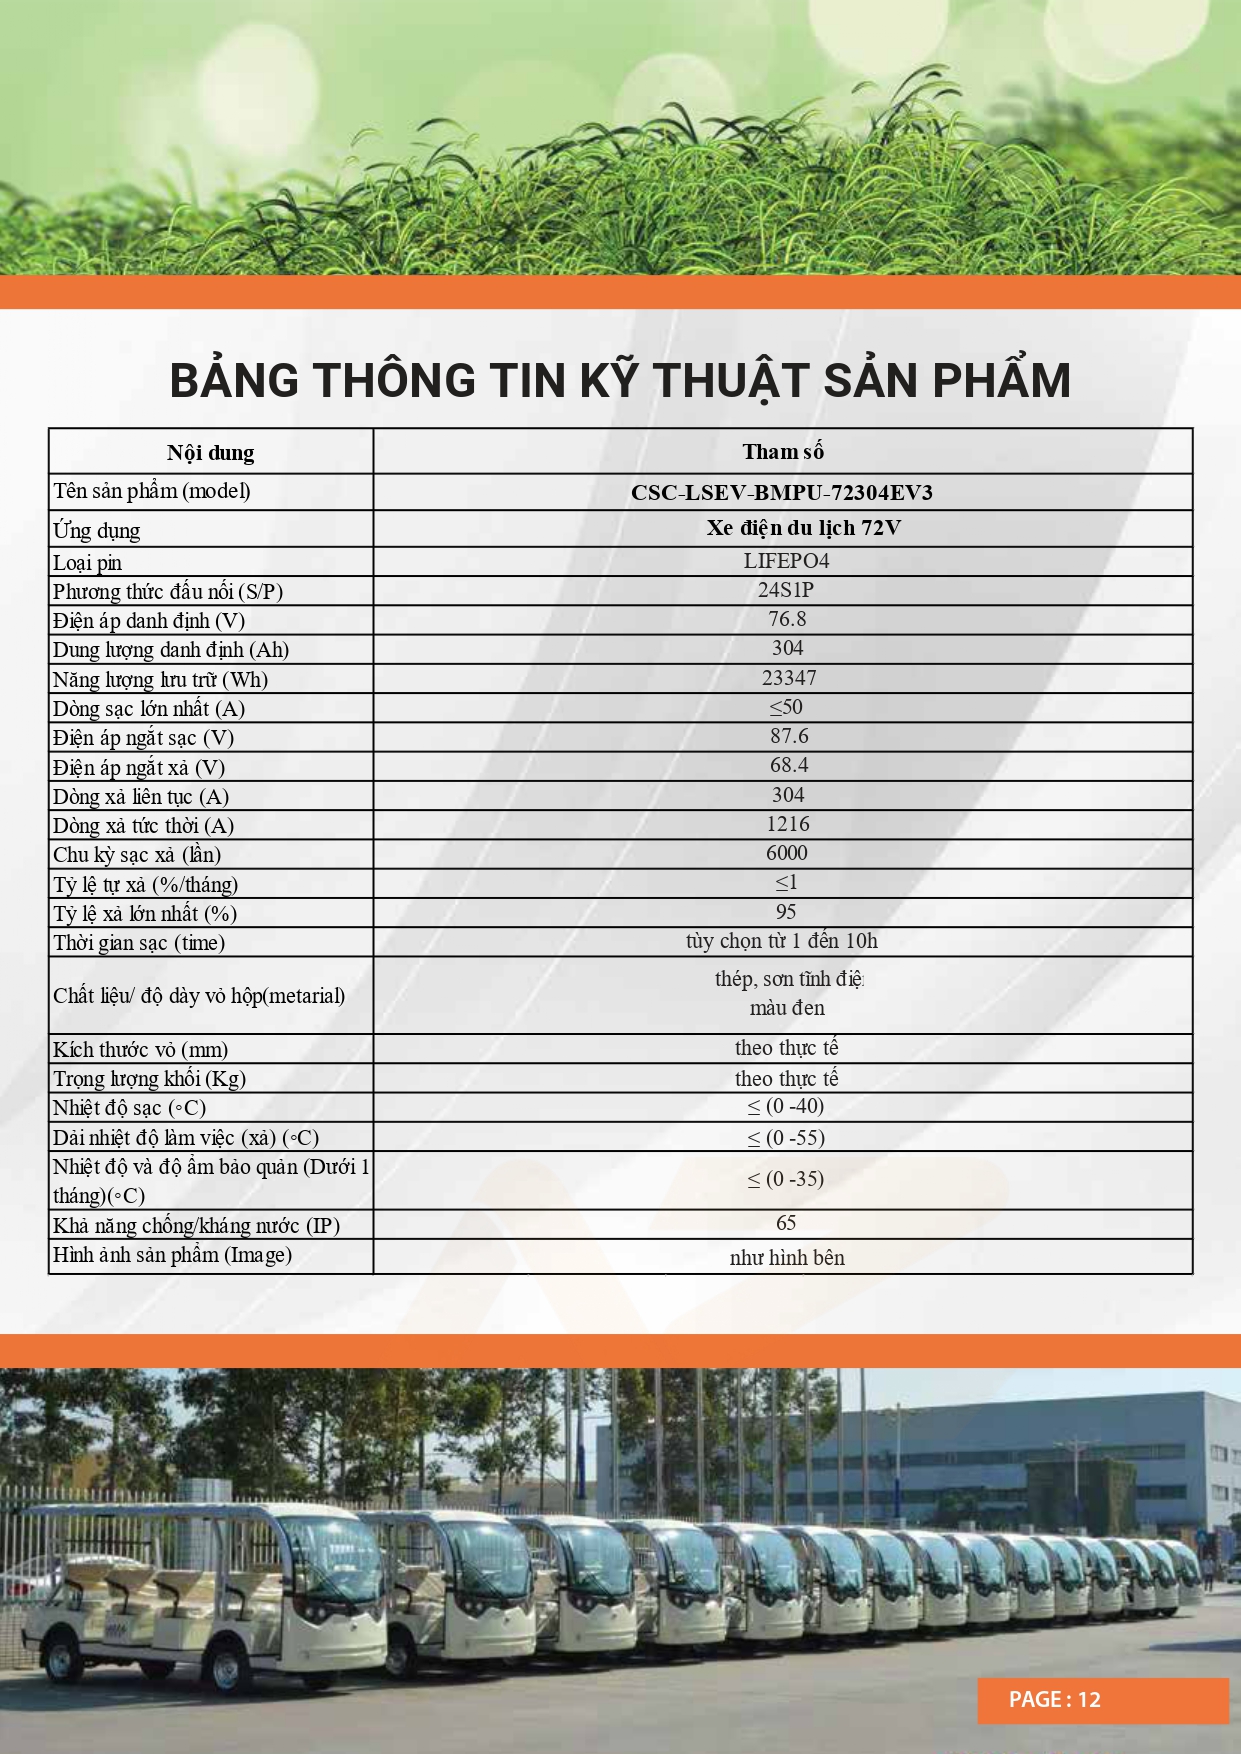 BẢNG THÔNG TIN KỸ THUẬT SẢN PHẨM
Nội dung Tham số
Tên sản phẩm (model) CSC-LSEV-BMPU-72304EV3
Ứng dụng Xe điện du lịch 72V
Loại pin LIFEPO4
Phương thức đấu nối (S/P) 24S1P
Điện áp danh định (V) 76.8
Dung lượng danh định (Ah) 304
Năng lượng lưu trữ (Wh) 23347
Dòng sạc lớn nhất (A) ≤50
Điện áp ngắt sạc (V) 87.6
Điện áp ngắt xả (V) 68.4
Dòng xả liên tục (A) 304
Dòng xả tức thời (A) 1216
Chu kỳ sạc xả (lần) 6000
Tỷ lệ tự xả (%/tháng) ≤1
Tỷ lệ xả lớn nhất (%) 95
Thời gian sạc (time) tùy chọn từ 1 đến 10h
Chất liệu/ độ dày vỏ hộp(metarial) thép, sơn tĩnh điệ
màu đen
Kích thước vỏ (mm) theo thực tế
Trọng lượng khối (Kg) theo thực tế
Nhiệt độ sạc (◦C) ≤ (0 -40)
Dải nhiệt độ làm việc (xả) (◦C) ≤ (0 -55)
Nhiệt độ và độ ẩm bảo quản (Dưới 1
tháng)(◦C) ≤ (0 -35)
Khả năng chống/kháng nước (IP) 65
Hình ảnh sản phẩm (Image) như hình bên
PAGE : 12